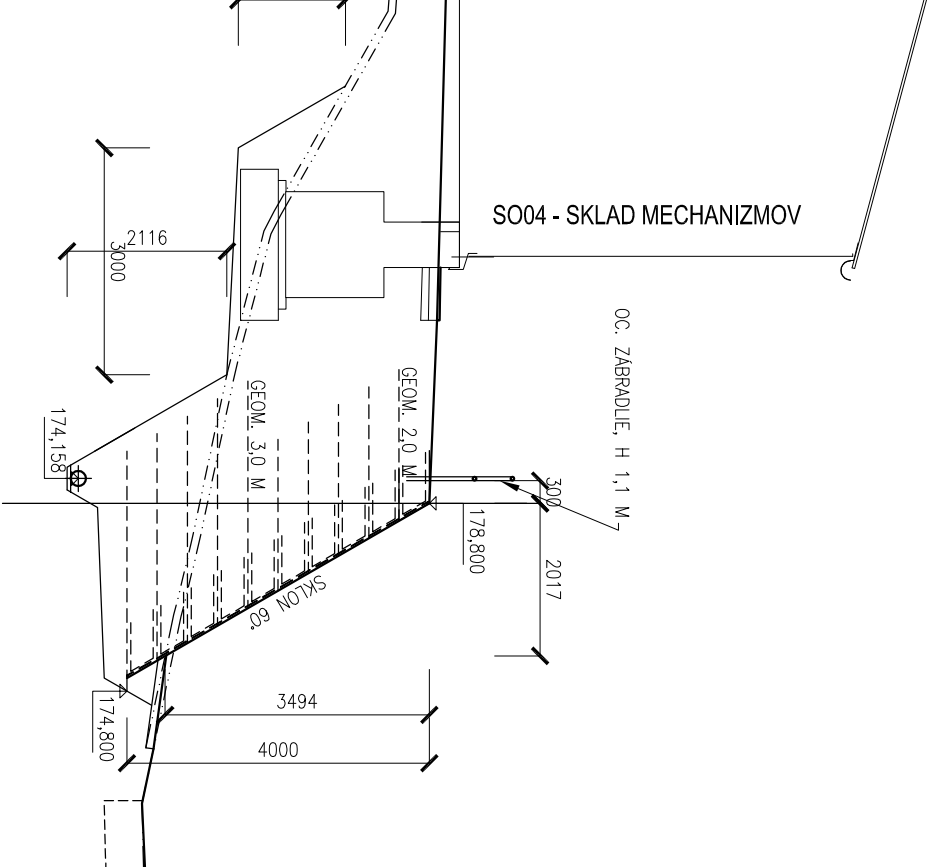 SO04 - SKLAD MECHANIZMOV
2116
3000
OC. ZÁBRADLIE, H 1,1 M
GEOM. 2,0 M
GEOM. 3,0 M
174,158
300
178,800
2017
SKLON 60°
174,800
3494
4000